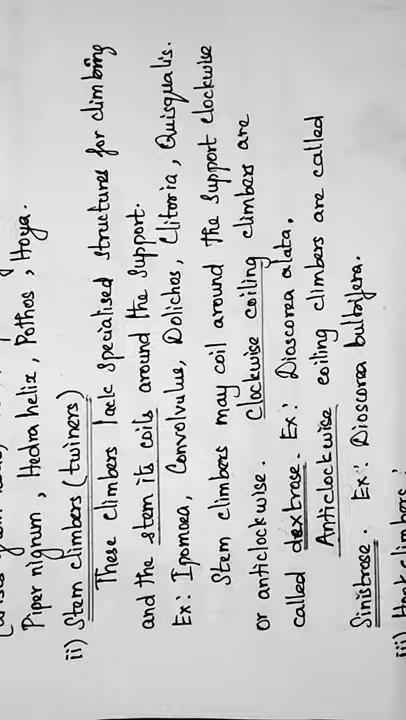 Piper nigrum, Hedra helix, Pothos, Hoya.
ii) Stem climbers (twiners)
These climbers lack specialised structures for climbing
and the stem its coils around the support.
Ex: Ipomoea, Convolvulus, Dolichos, Clitoria, Quisqualis.
Stem climbers may coil around the support clockwise
or anticlockwise. Clockwise coiling climbers are
called dextrose. Ex: Dioscorea alata.
Anticlockwise coiling climbers are called
Sinistrose. Ex: Dioscorea bulbifera.
iii) Hook climbers: